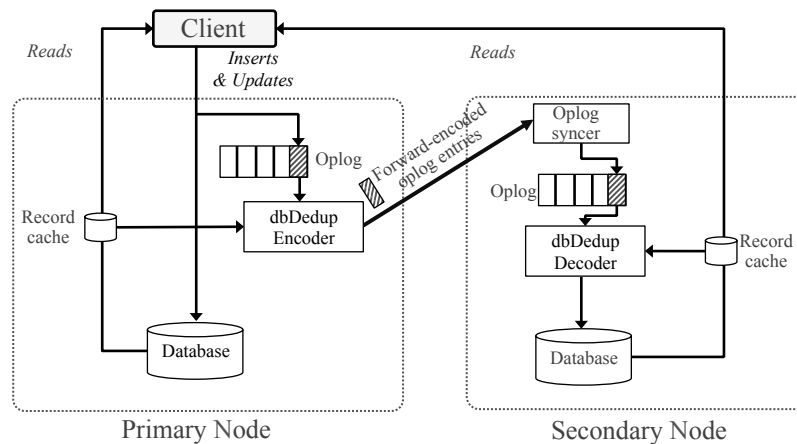 Client
Reads
Inserts
& Updates
Reads
Oplog
Forward-encoded
oplog entries
Oplog
syncer
Oplog
Record
cache
dbDedup
Encoder
dbDedup
Decoder
Record
cache
Database
Database
Primary Node
Secondary Node